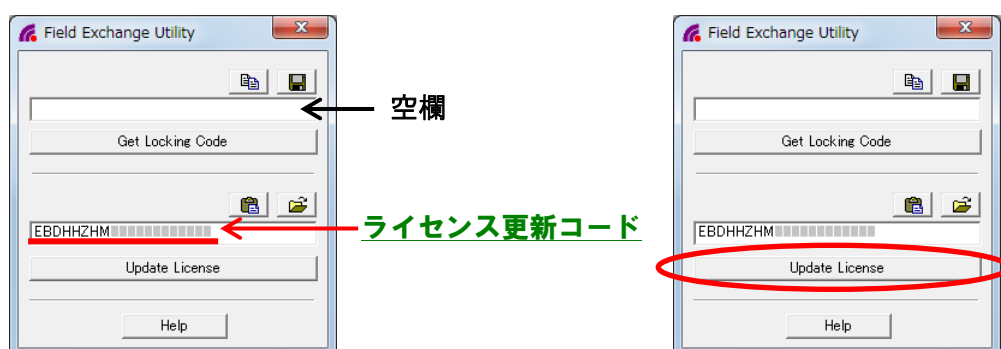 Field Exchange Utility
空欄
Get Locking Code
EBDHHZHM
ライセンス更新コード
Update License
Help
Field Exchange Utility
Get Locking Code
EBDHHZHM
Update License
Help